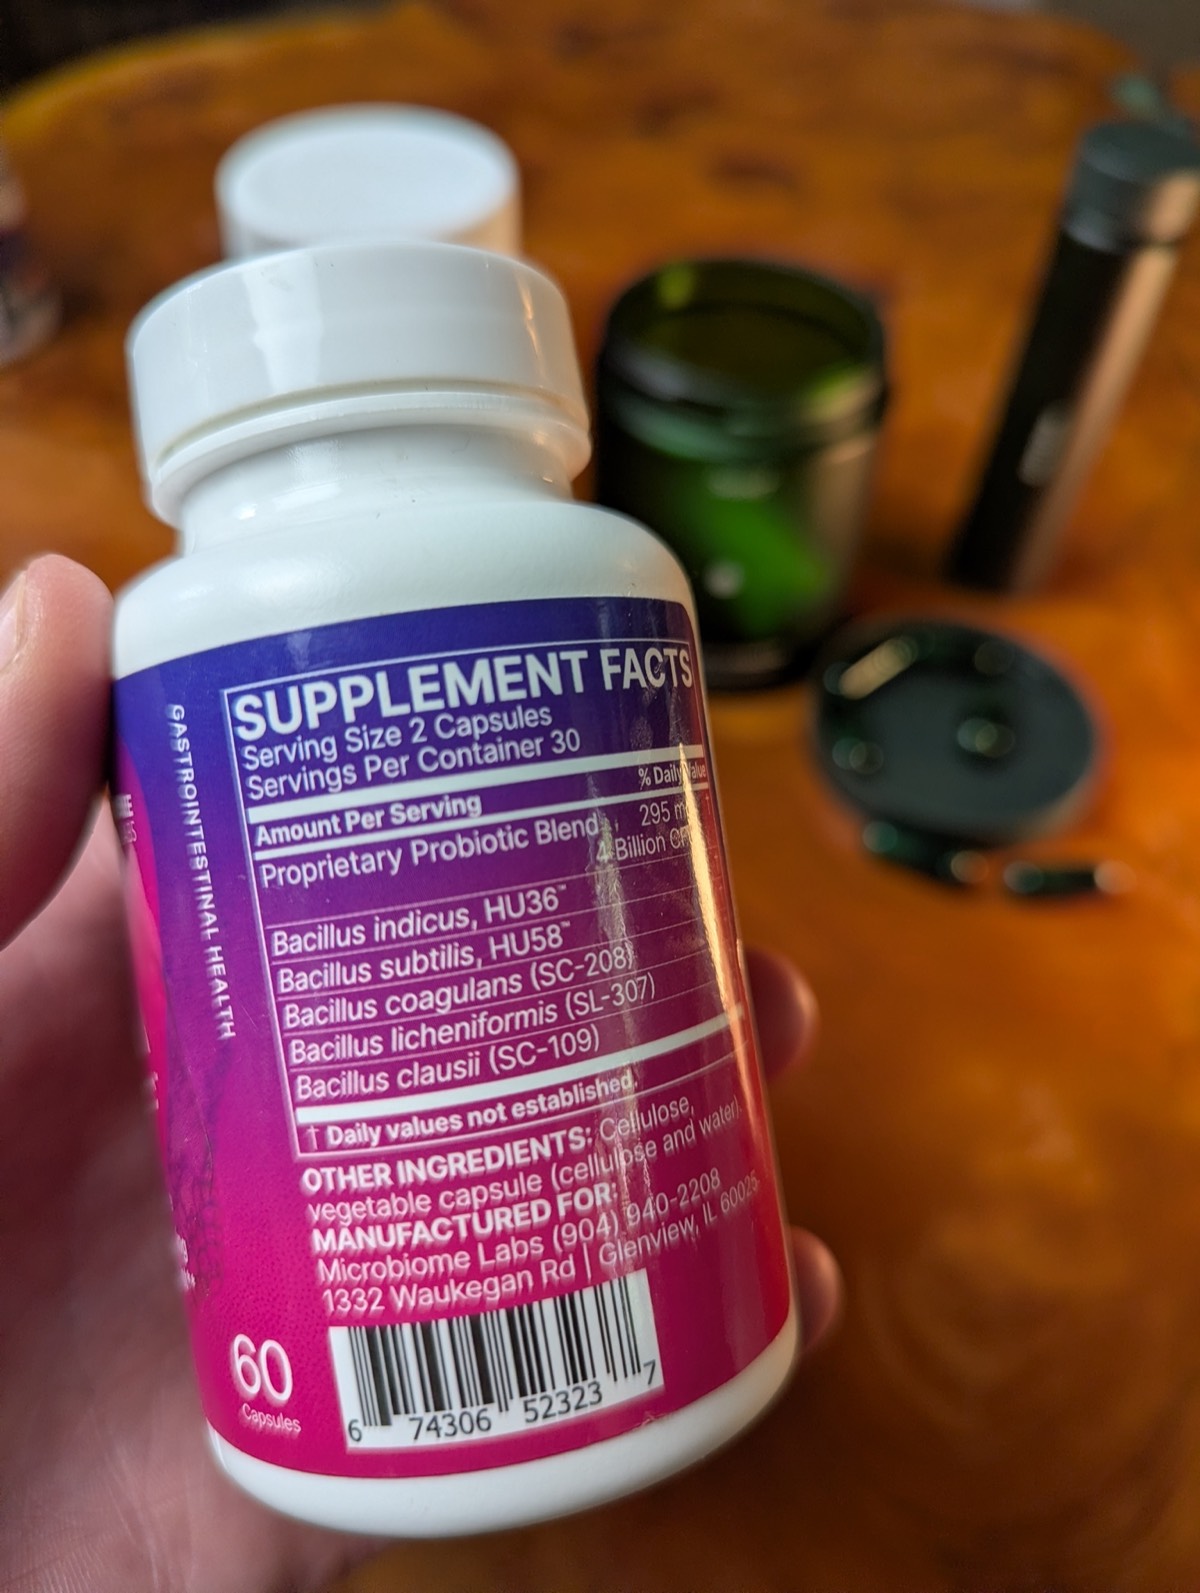 GASTROINTESTINAL HEALTH
SUPPLEMENT FACTS
Serving Size 2 Capsules
Servings Per Container 30
% Daily Value
Amount Per Serving
Proprietary Probiotic Blend 295
4 Billion
Bacillus indicus, HU36™
Bacillus subtilis, HU58™
Bacillus coagulans (SC-208)
Bacillus licheniformis (SL-307)
Bacillus clausii (SC-109)
† Daily values not established.
OTHER INGREDIENTS: Cellulose,
vegetable capsule (cellulose and water).
MANUFACTURED FOR:
Microbiome Labs (904) 940-2208
1332 Waukegan Rd | Glenview, IL 60025
60
Capsules
6 74306 52323 7